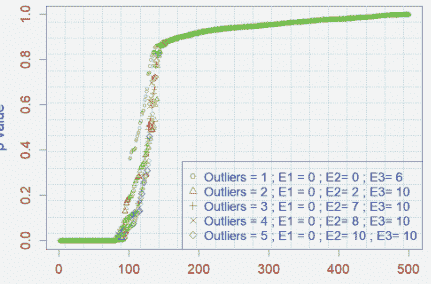 1.0
0.8
0.6
0.4
0.2
0.0
p value
Outliers = 1 ; E1 = 0 ; E2= 0 ; E3= 6
Outliers = 2 ; E1 = 0 ; E2= 2 ; E3= 10
Outliers = 3 ; E1 = 0 ; E2= 7 ; E3= 10
Outliers = 4 ; E1 = 0 ; E2= 8 ; E3= 10
Outliers = 5 ; E1 = 0 ; E2= 10 ; E3= 10
0 100 200 300 400 500